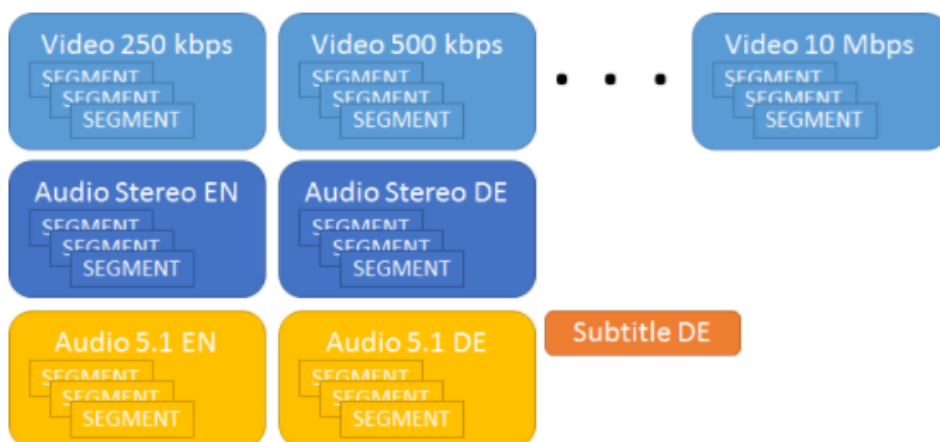 Video 250 kbps
SEGMENT
SEGMENT
SEGMENT
Video 500 kbps
SEGMENT
SEGMENT
SEGMENT
. . .
Video 10 Mbps
SEGMENT
SEGMENT
SEGMENT
Audio Stereo EN
SEGMENT
SEGMENT
SEGMENT
Audio Stereo DE
SEGMENT
SEGMENT
SEGMENT
Audio 5.1 EN
SEGMENT
SEGMENT
SEGMENT
Audio 5.1 DE
SEGMENT
SEGMENT
SEGMENT
Subtitle DE